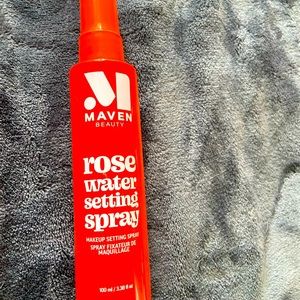 M
MAVEN
BEAUTY
rose
water
setting
spray
MAKEUP SETTING SPRAY
SPRAY FIXATEUR DE
MAQUILLAGE
100 ml / 3.38 fl oz